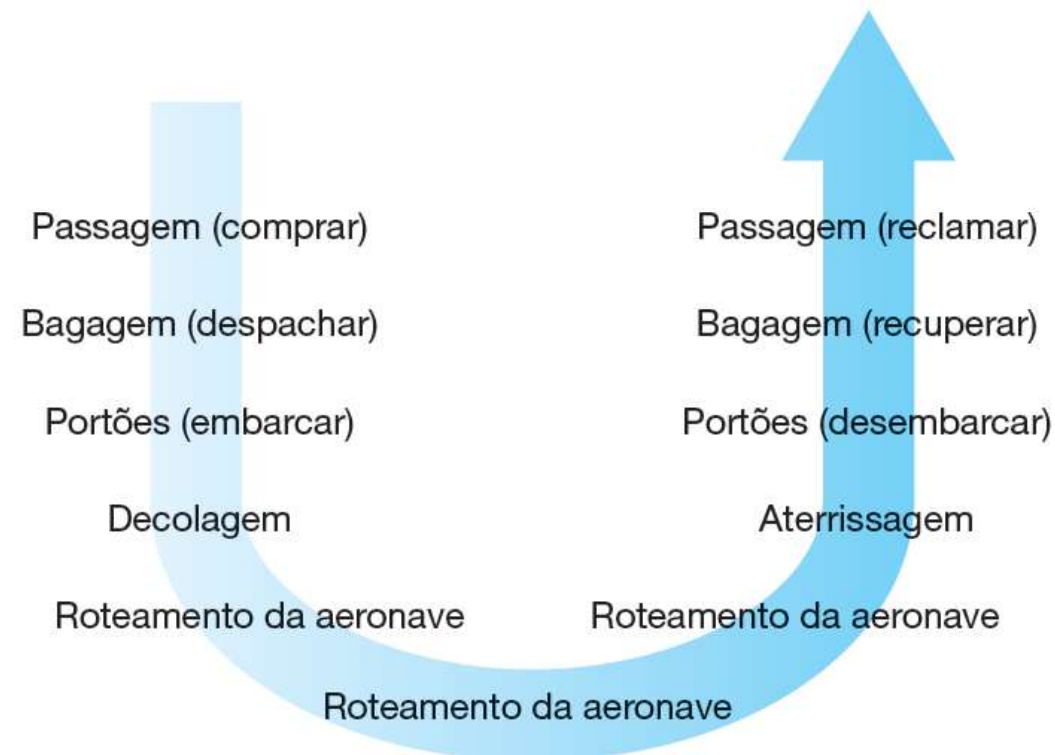 Passagem (comprar)
Bagagem (despachar)
Portões (embarcar)
Decolagem
Roteamento da aeronave
Roteamento da aeronave
Roteamento da aeronave
Aterrissagem
Portões (desembarcar)
Bagagem (recuperar)
Passagem (reclamar)